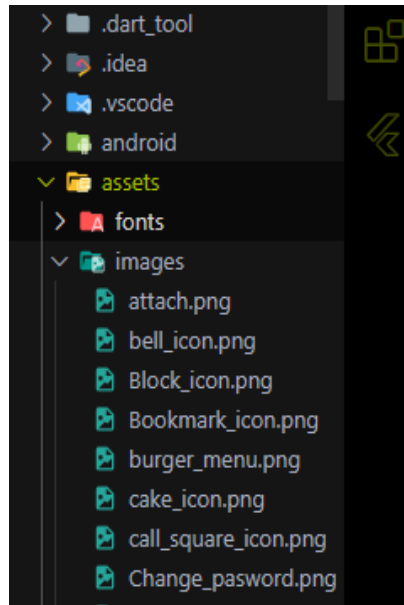 .dart_tool
.idea
.vscode
android
assets
fonts
images
attach.png
bell_icon.png
Block_icon.png
Bookmark_icon.png
burger_menu.png
cake_icon.png
call_square_icon.png
Change_pasword.png